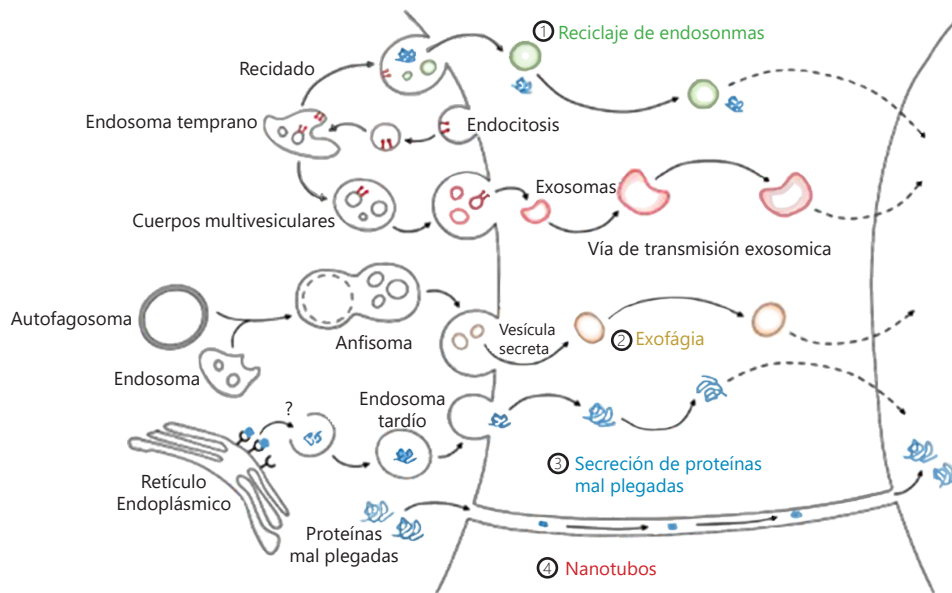 ① Reciclaje de endosonmas
Recidado
Endosoma temprano
Endocitosis
Exosomas
Cuerpos multivesiculares
Vía de transmisión exosomica
Autofagosoma
Anfisoma
Vesícula
secreta
② Exofágia
Endosoma
Endosoma
tardío
?
Retículo
Endoplásmico
③ Secreción de proteínas
mal plegadas
Proteínas
mal plegadas
④ Nanotubos